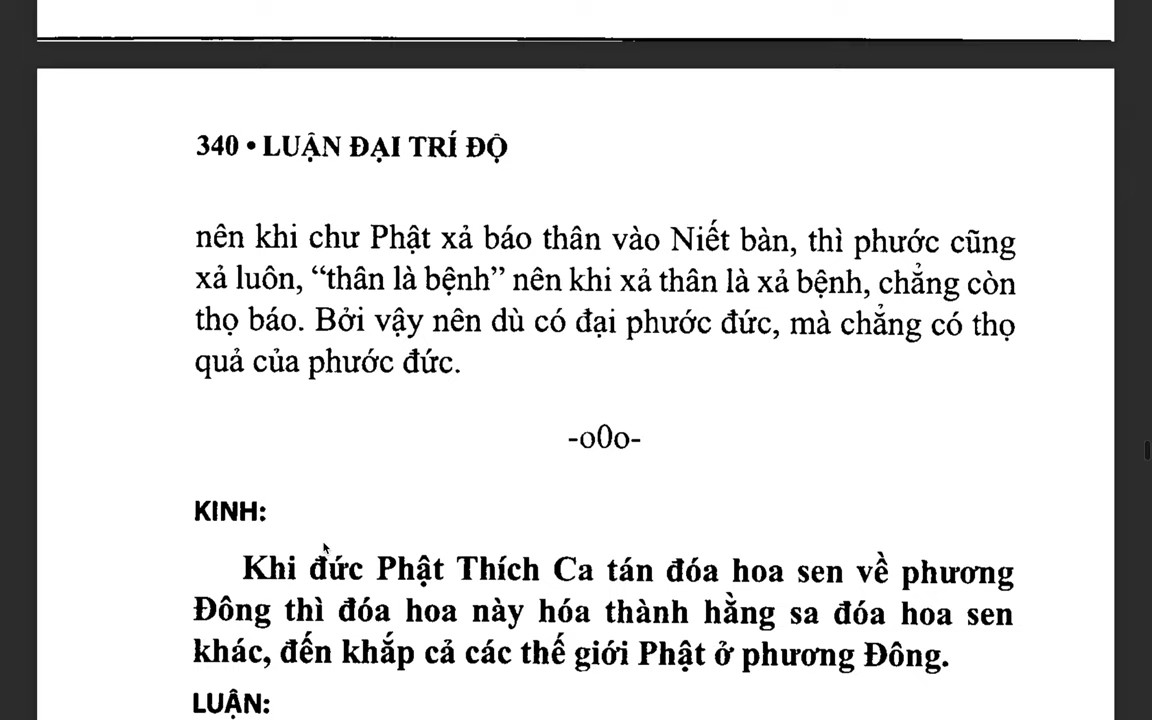 340 • LUẬN ĐẠI TRÍ ĐỘ
nên khi chư Phật xả báo thân vào Niết bàn, thì phước cũng
xả luôn, “thân là bệnh” nên khi xả thân là xả bệnh, chẳng còn
thọ báo. Bởi vậy nên dù có đại phước đức, mà chẳng có thọ
quả của phước đức.
-o0o-
KINH:
Khi đức Phật Thích Ca tán đóa hoa sen về phương
Đông thì đóa hoa này hóa thành hằng sa đóa hoa sen
khác, đến khắp cả các thế giới Phật ở phương Đông.
LUẬN: